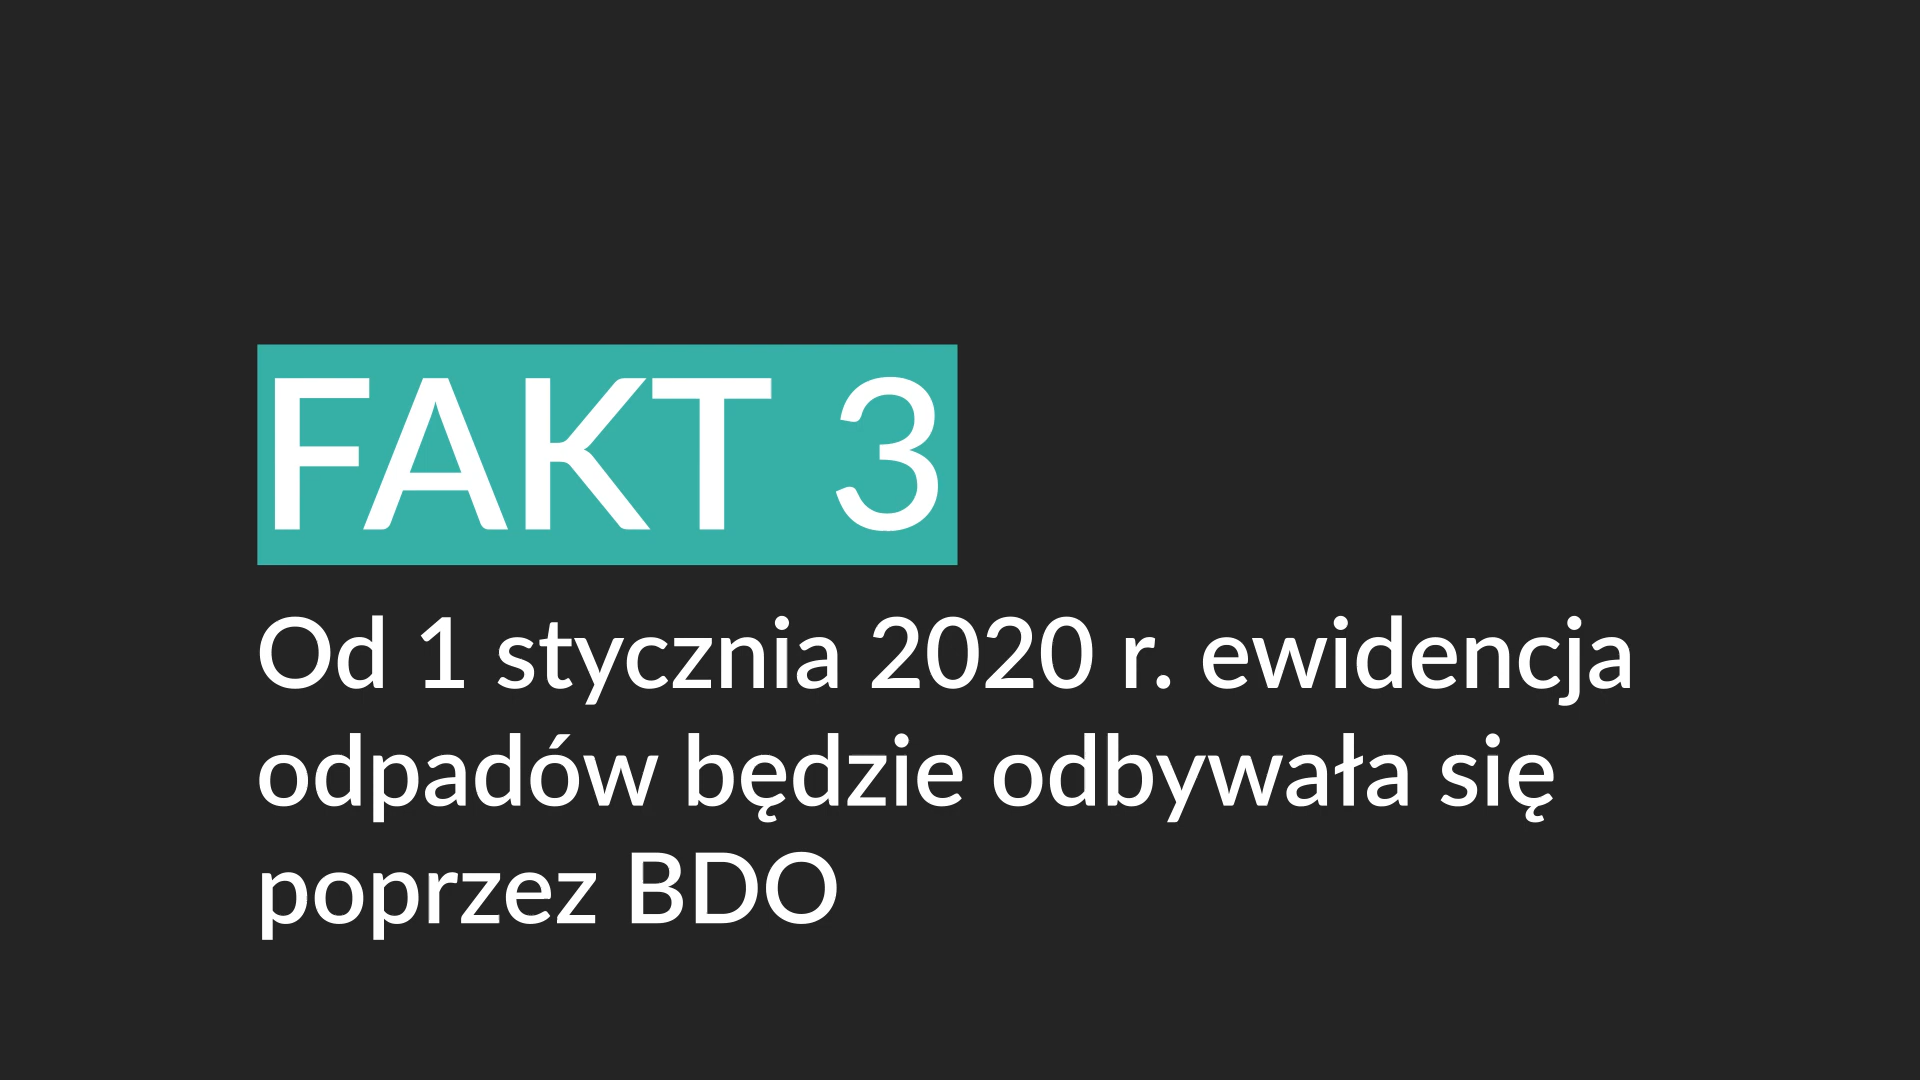 FAKT 3
Od 1 stycznia 2020 r. ewidencja
odpadów będzie odbywała się
poprzez BDO